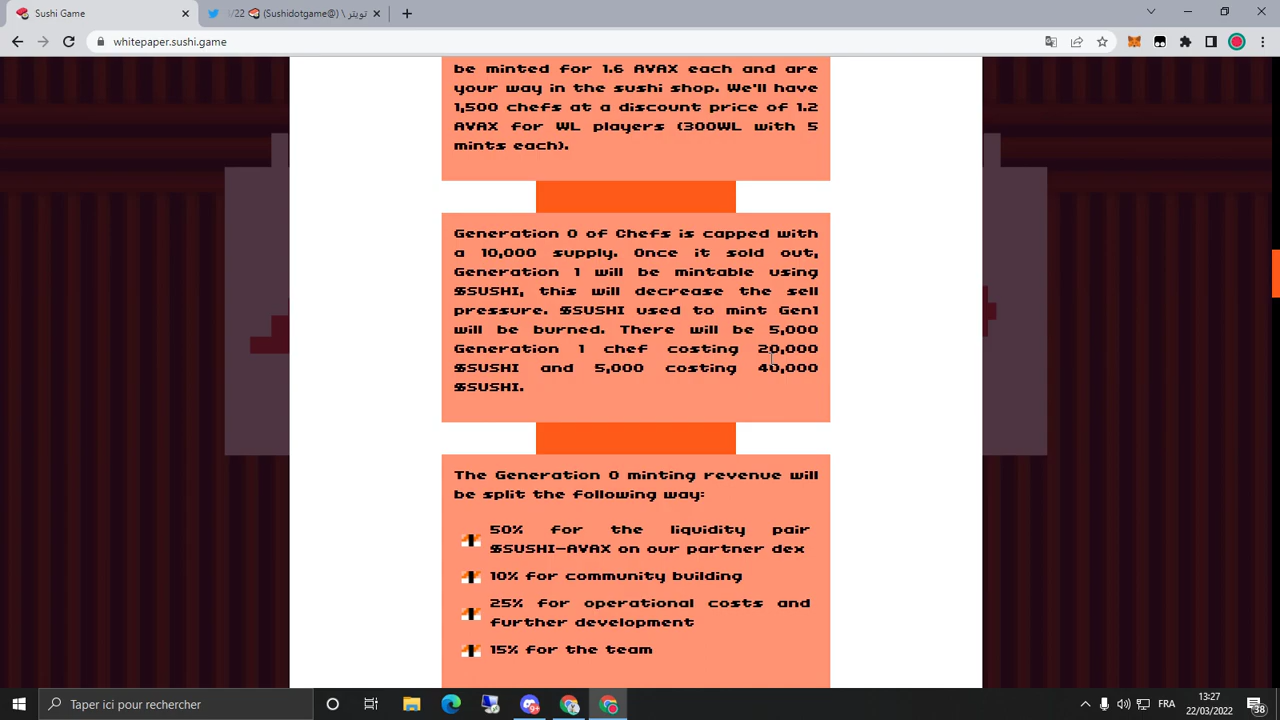 Sushi Game
تويتر \ (@Sushidotgame) 🍣 22/
whitepaper.sushi.game
be minted for 1.6 AVAX each and are
your way in the sushi shop. We'll have
1,500 chefs at a discount price of 1.2
AVAX for WL players (300WL with 5
mints each).
Generation 0 of Chefs is capped with
a 10,000 supply. Once it sold out,
Generation 1 will be mintable using
$SUSHI, this will decrease the sell
pressure. $SUSHI used to mint Gen1
will be burned. There will be 5,000
Generation 1 chef costing 20,000
$SUSHI and 5,000 costing 40,000
$SUSHI.
The Generation 0 minting revenue will
be split the following way:
50% for the liquidity pair
$SUSHI-AVAX on our partner dex
10% for community building
25% for operational costs and
further development
15% for the team
Taper ici pour rechercher
9+
FRA
13:27
22/03/2022
38